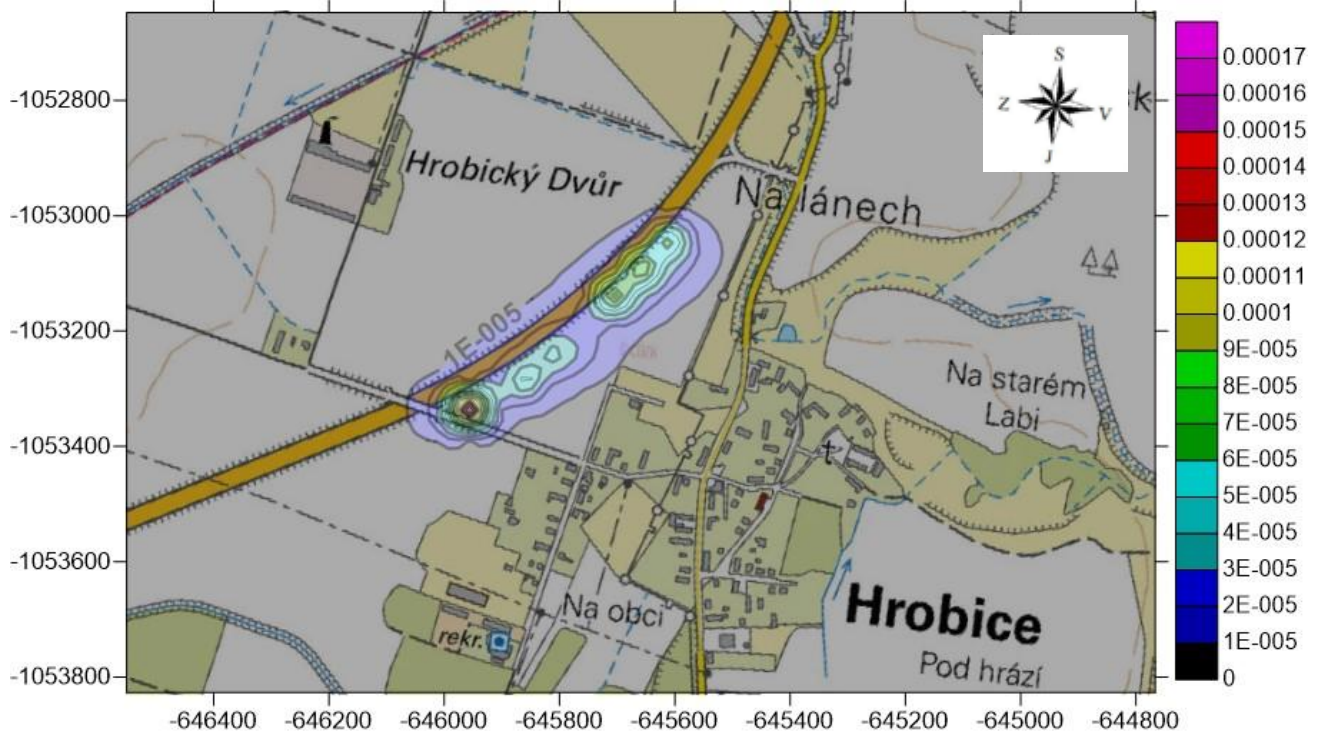 Hrobický Dvůr
Na lánech
k
1E-005
Na starém
Labi
Hrobice
Pod hrází
Na obci
rekr.
S
Z
V
J
-1052800
-1053000
-1053200
-1053400
-1053600
-1053800
-646400
-646200
-646000
-645800
-645600
-645400
-645200
-645000
-644800
0.00017
0.00016
0.00015
0.00014
0.00013
0.00012
0.00011
0.0001
9E-005
8E-005
7E-005
6E-005
5E-005
4E-005
3E-005
2E-005
1E-005
0